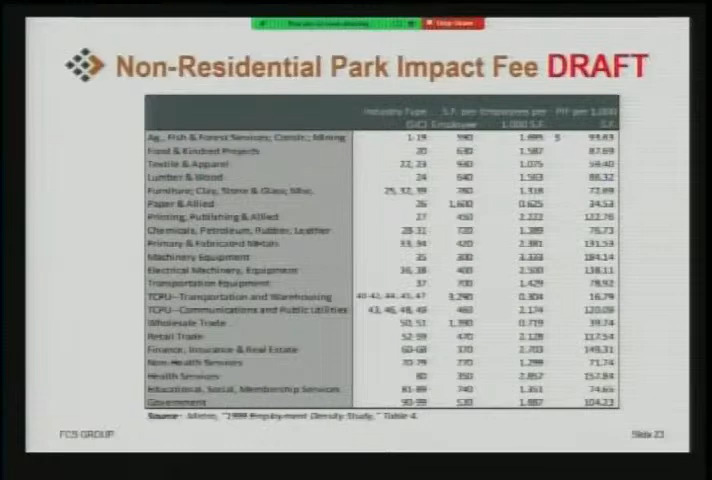 Non-Residential Park Impact Fee DRAFT
Industry Type S.F. per Employees per PIF per 1,000
(SIC) Employee 1,000 S.F. S.F.
Ag., Fish & Forest Services; Constr.; Mining 1-19 590 1.695 $
Food & Kindred Projects 20 630 1.587 87.69
Textile & Apparel 22, 23 930 1.075 59.40
Lumber & Wood 24 640 1.563 86.32
Furniture; Clay, Stone & Glass; Misc. 25, 32, 39 760 1.316 72.69
Paper & Allied 26 1,600 0.625 34.53
Printing, Publishing & Allied 27 450 2.222 122.76
Chemicals, Petroleum, Rubber, Leather 28-31 720 1.389 76.73
Primary & Fabricated Metals 33, 34 420 2.381 131.53
Machinery Equipment 35 300 3.333 184.14
Electrical Machinery, Equipment 36, 38 400 2.500 138.11
Transportation Equipment 37 700 1.429 78.92
TCPU--Transportation and Warehousing 40-42, 44, 45, 47 3,290 0.304 16.79
TCPU--Communications and Public Utilities 43, 46, 48, 49 460 2.174 120.09
Wholesale Trade 50, 51 1,390 0.719 39.74
Retail Trade 52-59 470 2.128 117.54
Finance, Insurance & Real Estate 60-68 370 2.703 149.31
Non-Health Services 70-79 770 1.299 71.74
Health Services 80 350 2.857 157.84
Educational, Social, Membership Services 81-89 740 1.351 74.65
Government 90-99 530 1.887 104.23
Source: Metro, "1999 Employment Density Study," Table 4.
FCS GROUP
Slide 23